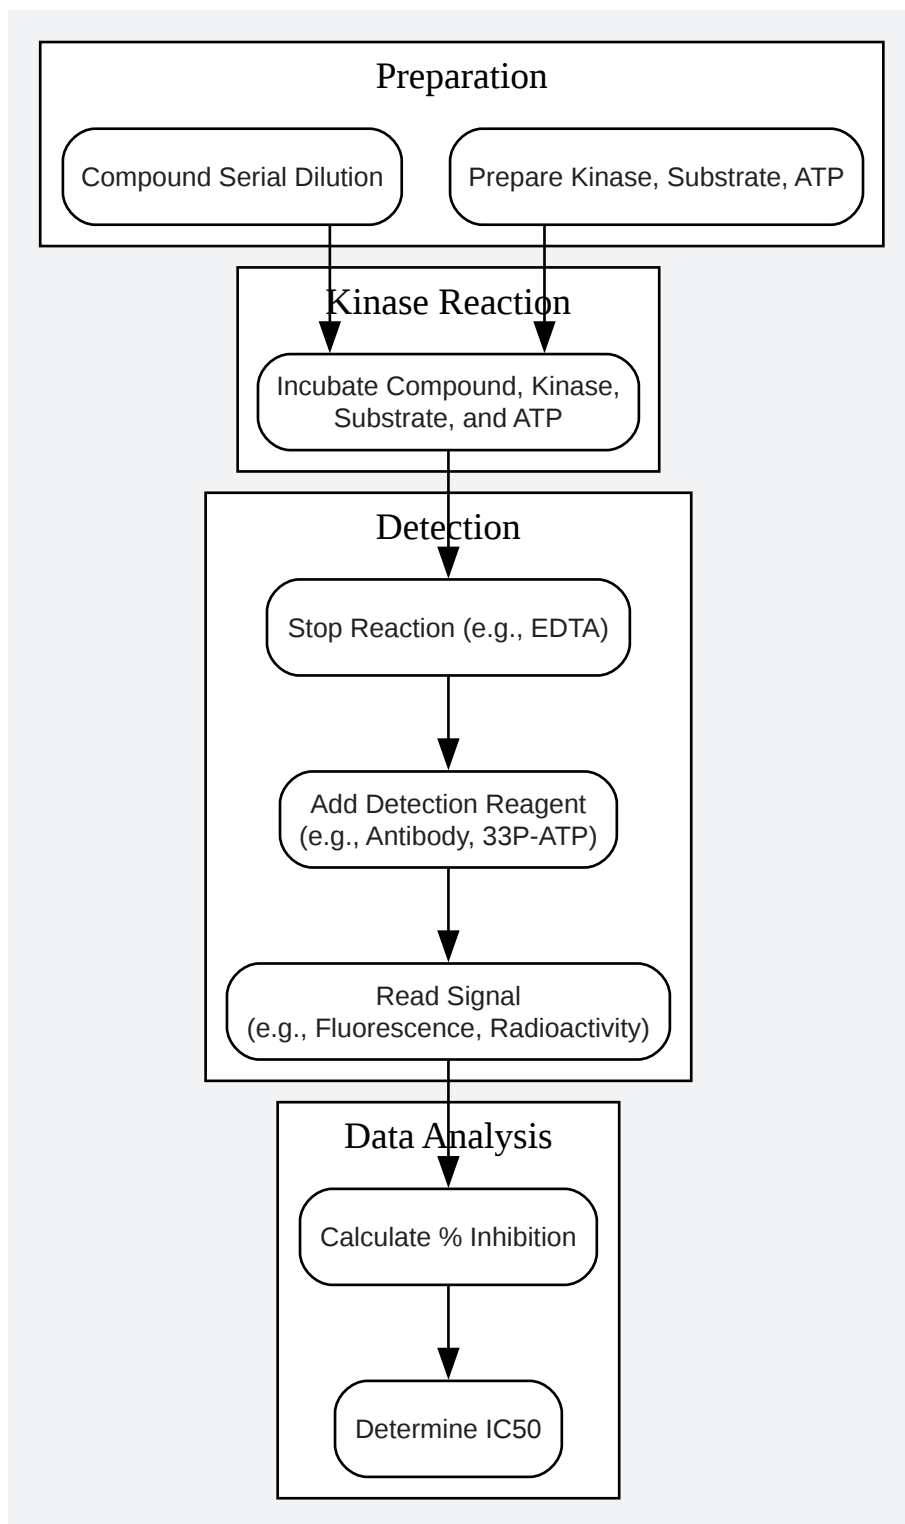 Preparation
Compound Serial Dilution
Prepare Kinase, Substrate, ATP
Kinase Reaction
Incubate Compound, Kinase,
Substrate, and ATP
Detection
Stop Reaction (e.g., EDTA)
Add Detection Reagent
(e.g., Antibody, 33P-ATP)
Read Signal
(e.g., Fluorescence, Radioactivity)
Data Analysis
Calculate % Inhibition
Determine IC50